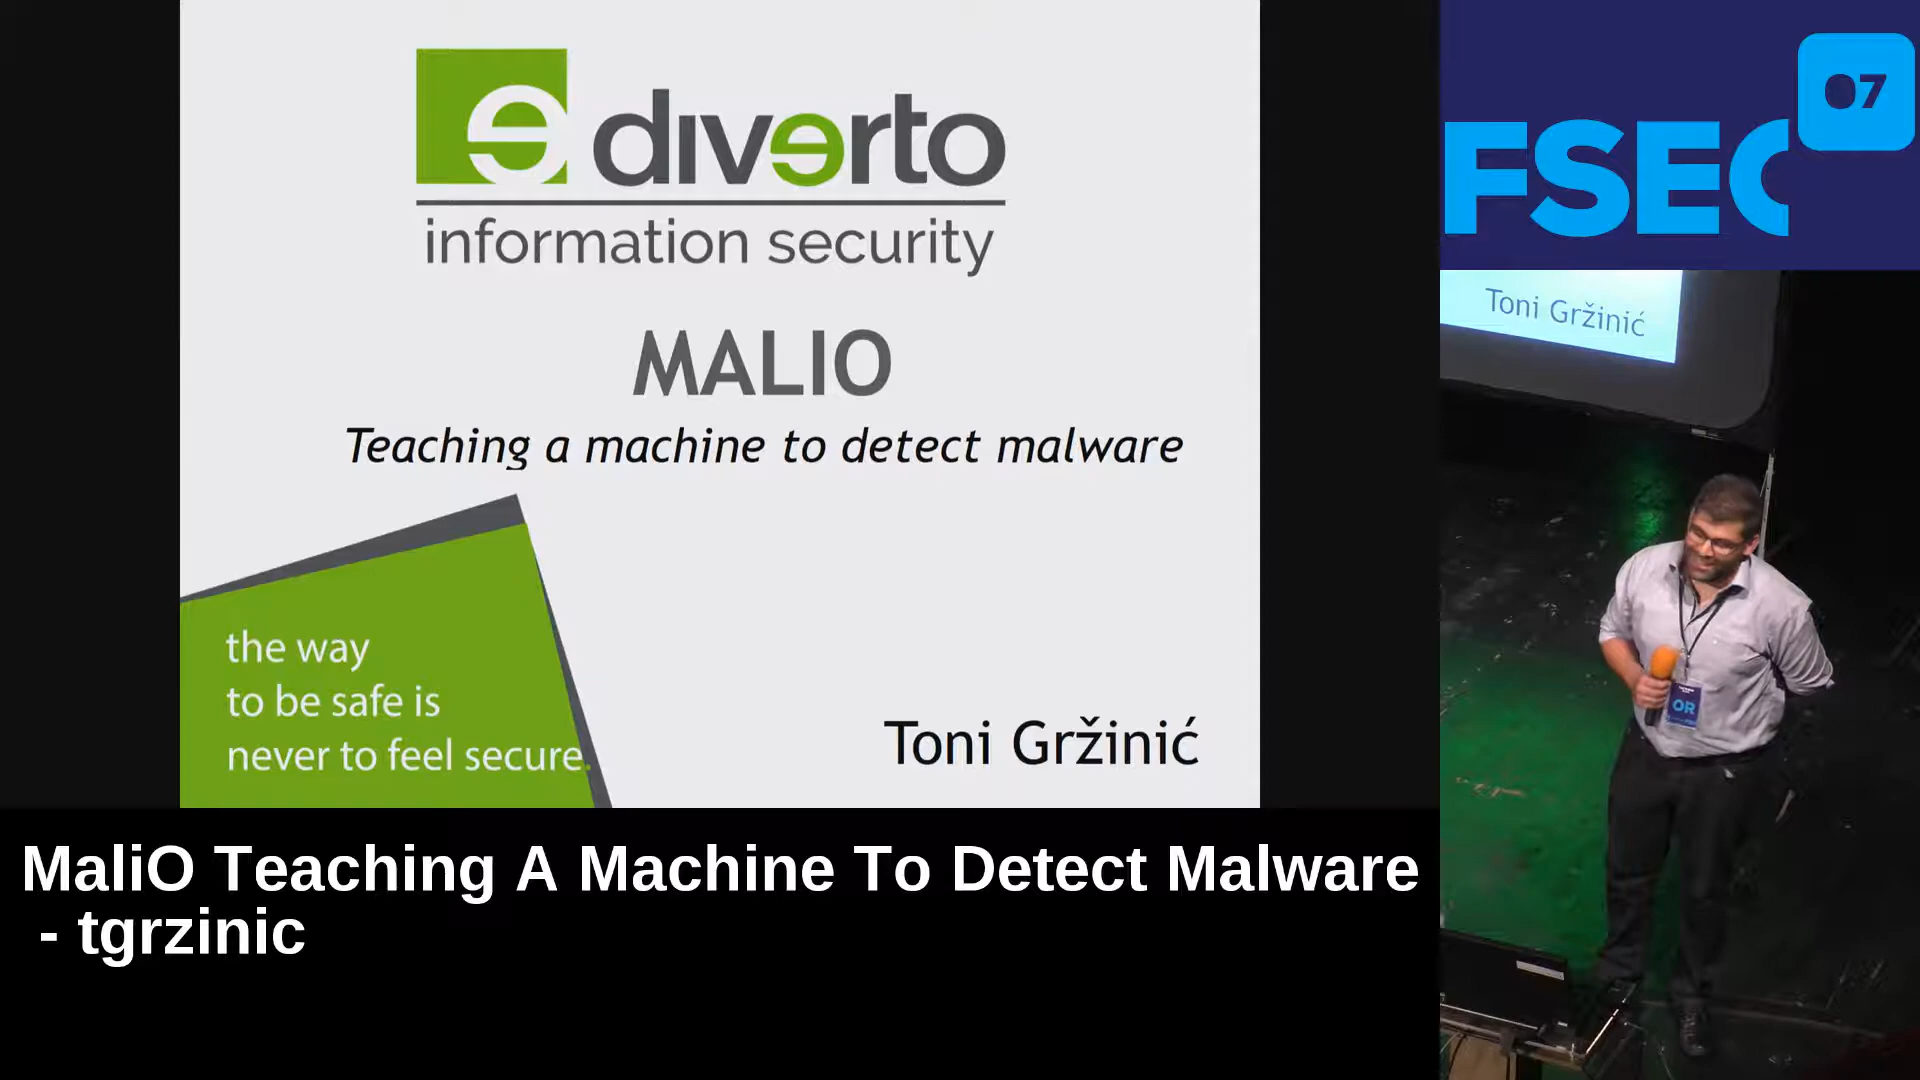 diverto
information security
MALIO
Teaching a machine to detect malware
the way
to be safe is
never to feel secure.
Toni Gržinić
MaliO Teaching A Machine To Detect Malware
- tgrzinic
07
FSEC
Toni Gržinić
OR